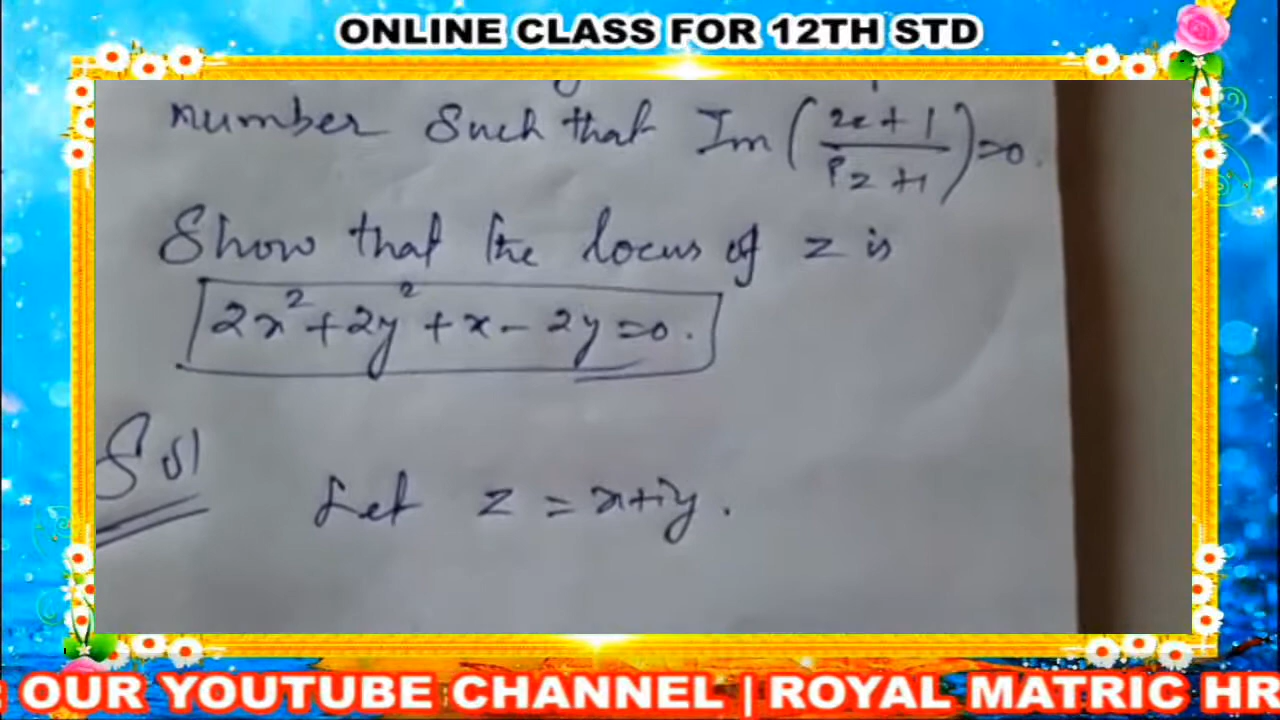 ONLINE CLASS FOR 12TH STD
number such that Im (2z+1 / iz+1) =0.
Show that the locus of z is
2x²+2y²+x-2y=0.
Sol
Let z = x+iy.
OUR YOUTUBE CHANNEL | ROYAL MATRIC HR